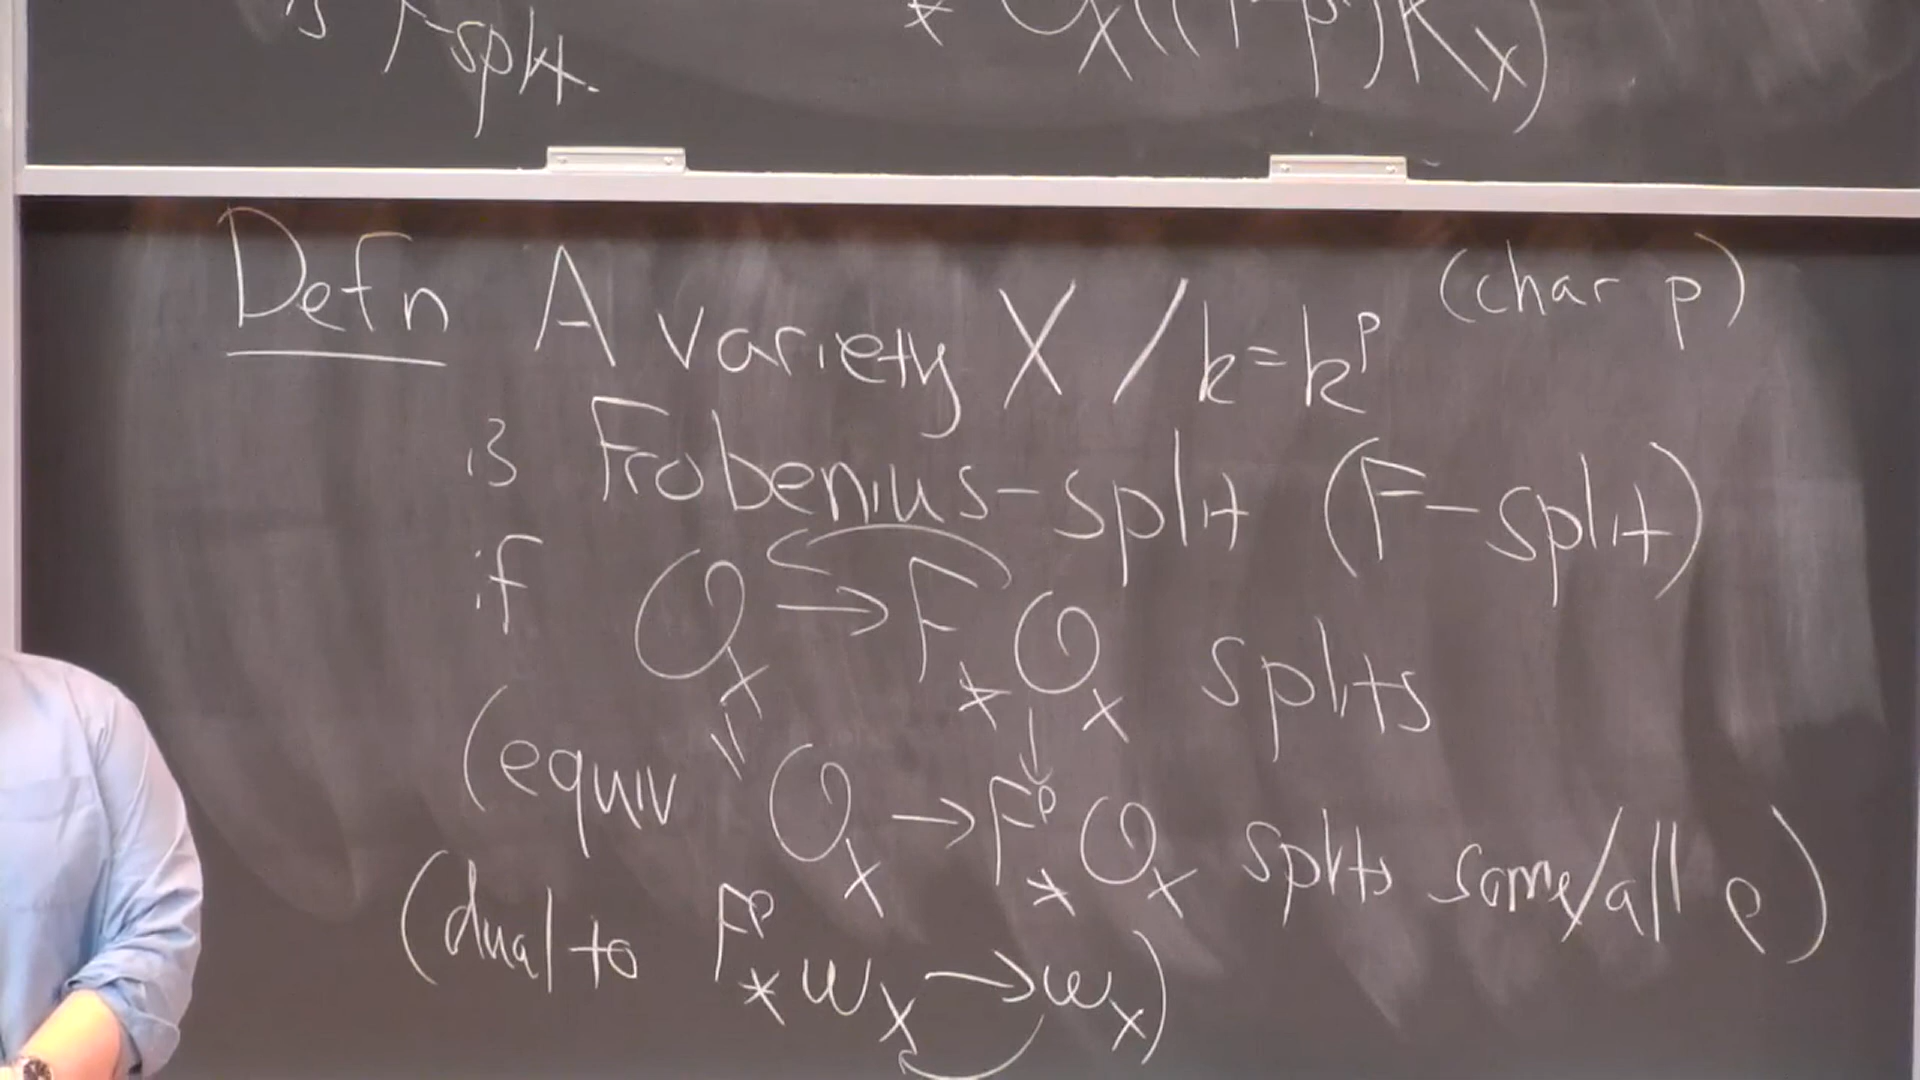 is F-split.
* O_X((1-p^e)K_X)
Defn A variety X / k=k^p (char p)
is Frobenius-split (F-split)
if O_X → F_* O_X splits
(equiv O_X → F^e_* O_X splits some/all e)
(dual to F^e_* ω_X → ω_X)